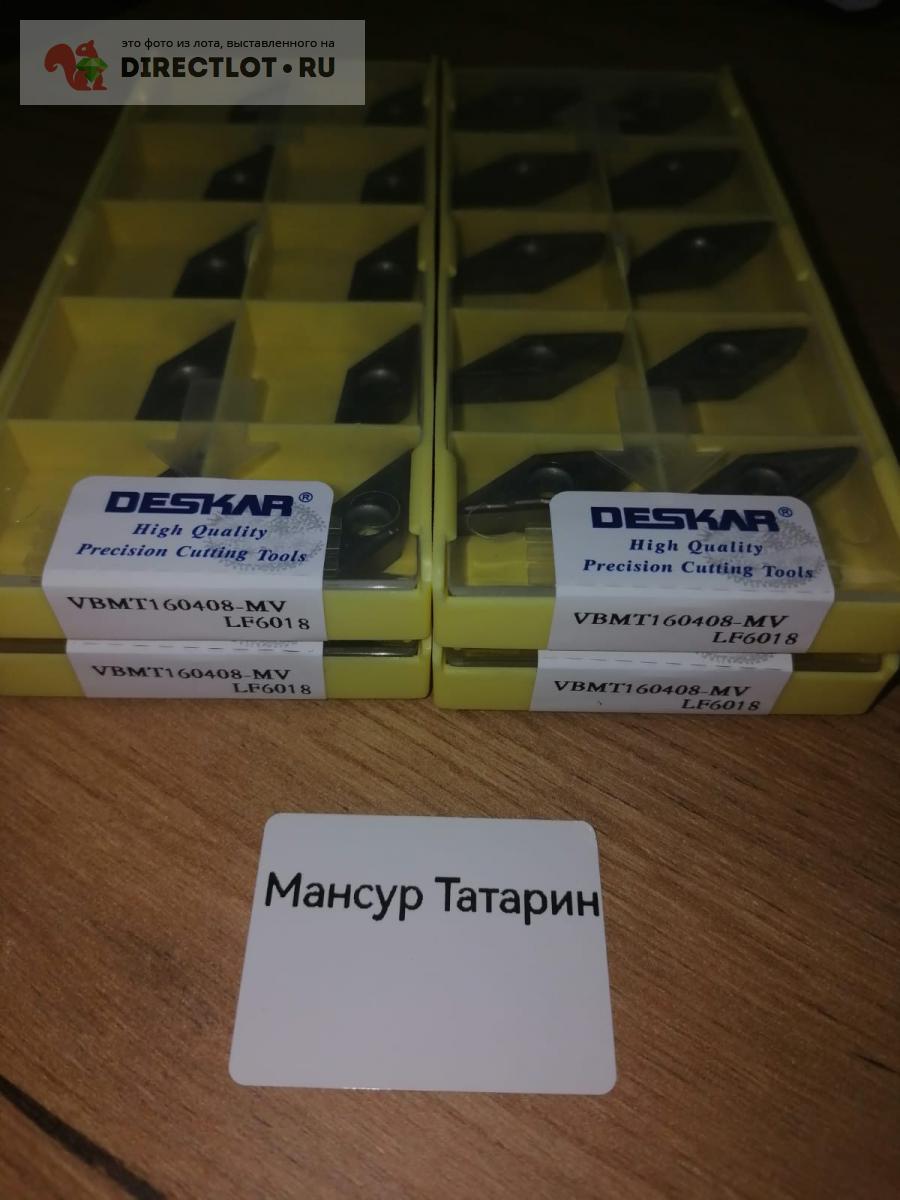 это фото из лота, выставленного на
DIRECTLOT•RU
DESKAR®
High Quality
Precision Cutting Tools
VBMT160408-MV
LF6018
VBMT160408-MV
LF6018
DESKAR®
High Quality
Precision Cutting Tools
VBMT160408-MV
LF6018
VBMT160408-MV
LF6018
Мансур Татарин